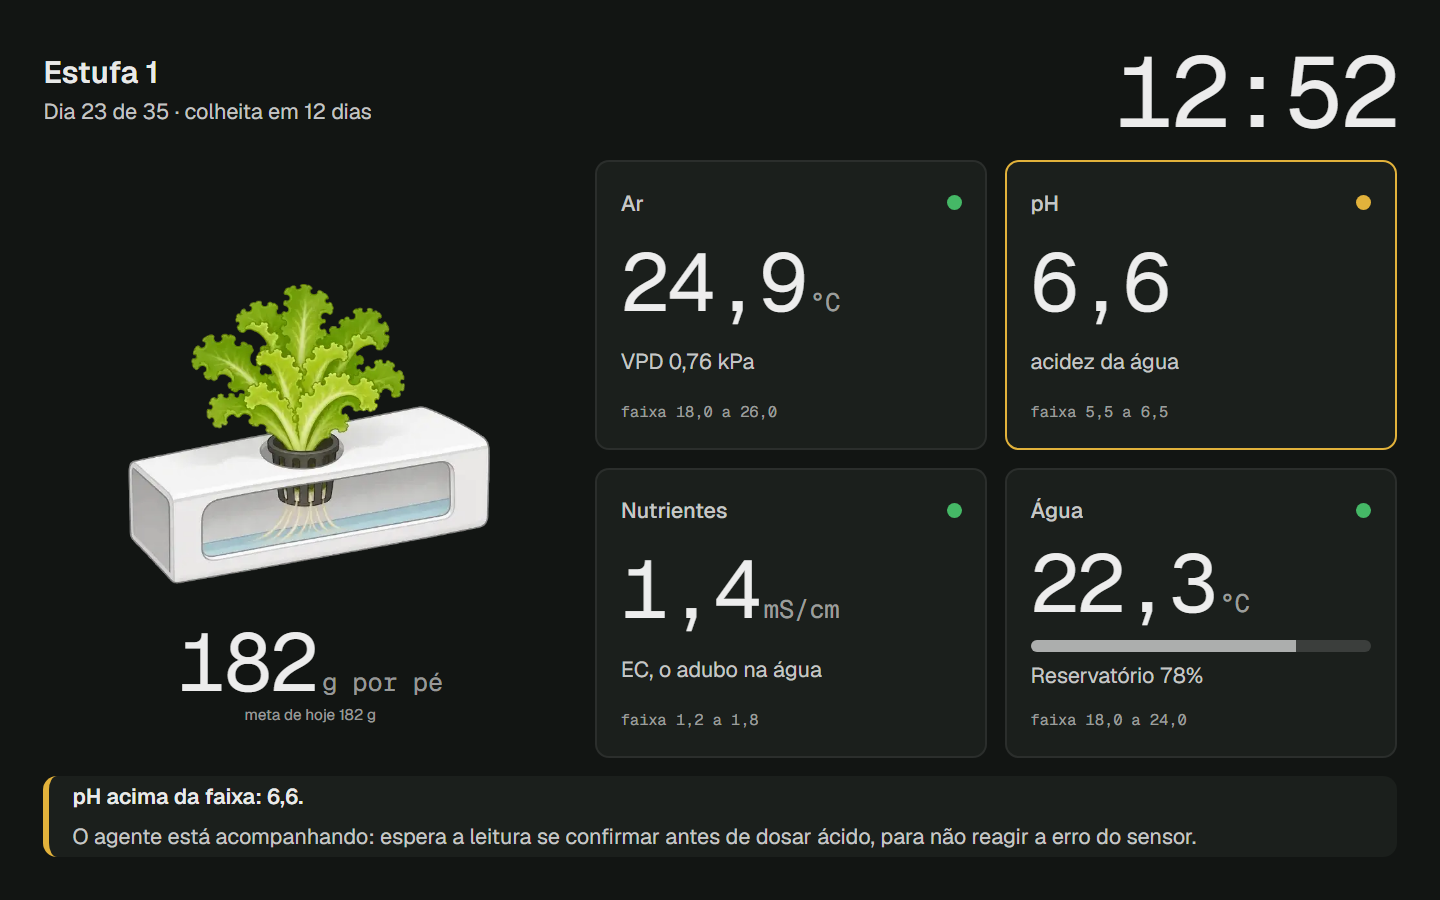 Estufa 1
Dia 23 de 35 · colheita em 12 dias
12:52
Ar
24,9 °C
VPD 0,76 kPa
faixa 18,0 a 26,0
pH
6,6
acidez da água
faixa 5,5 a 6,5
Nutrientes
1,4 mS/cm
EC, o adubo na água
faixa 1,2 a 1,8
Água
22,3 °C
Reservatório 78%
faixa 18,0 a 24,0
182 g por pé
meta de hoje 182 g
pH acima da faixa: 6,6.
O agente está acompanhando: espera a leitura se confirmar antes de dosar ácido, para não reagir a erro do sensor.